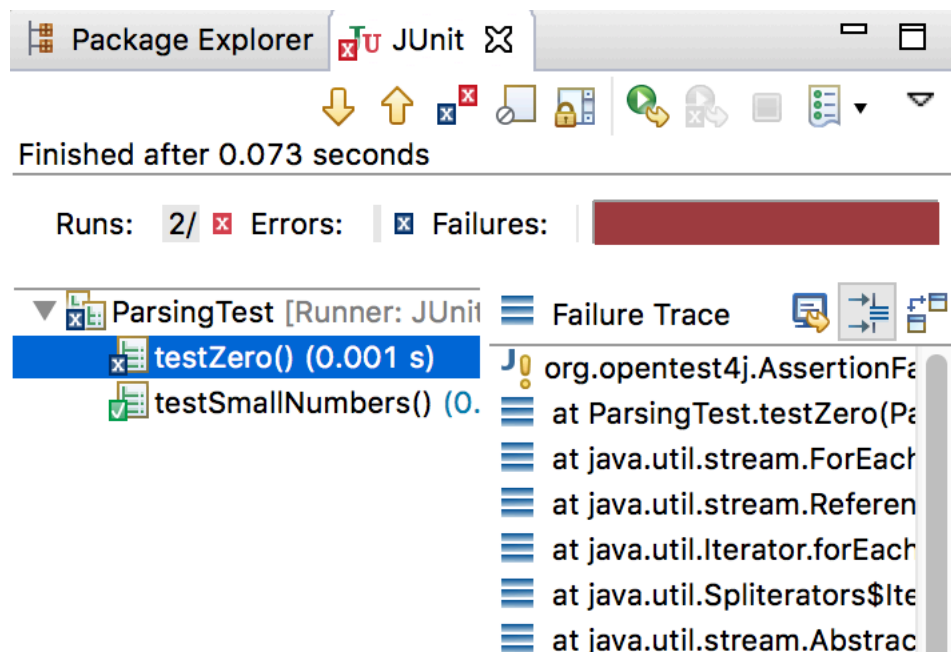 Package Explorer JUnit
Finished after 0.073 seconds
Runs: 2/ Errors: Failures:
ParsingTest [Runner: JUnit
testZero() (0.001 s)
testSmallNumbers() (0.
Failure Trace
org.opentest4j.AssertionFa
at ParsingTest.testZero(Pa
at java.util.stream.ForEach
at java.util.stream.Referen
at java.util.Iterator.forEach
at java.util.Spliterators$Ite
at java.util.stream.Abstrac